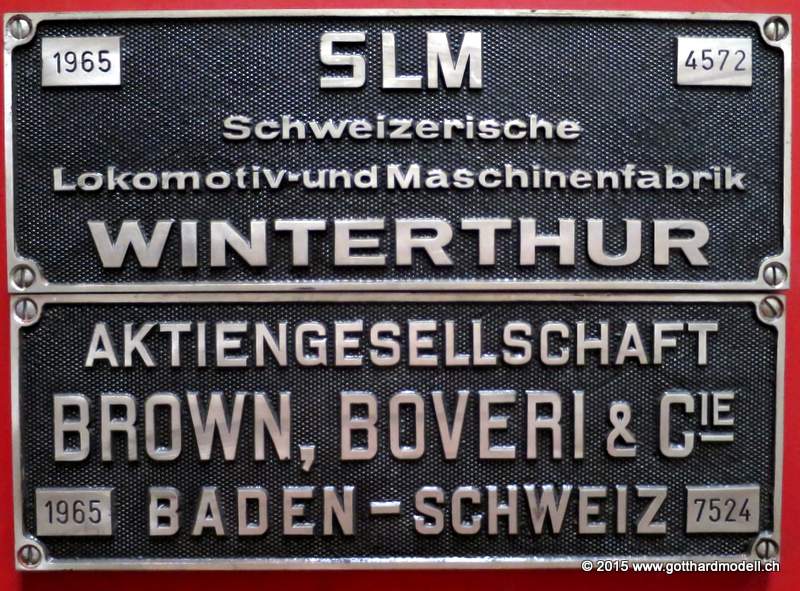 1965 SLM 4572
Schweizerische
Lokomotiv-und Maschinenfabrik
WINTERTHUR
AKTIENGESELLSCHAFT
BROWN, BOVERI & CIE
1965 BADEN-SCHWEIZ 7524
© 2015 www.gotthardmodell.ch